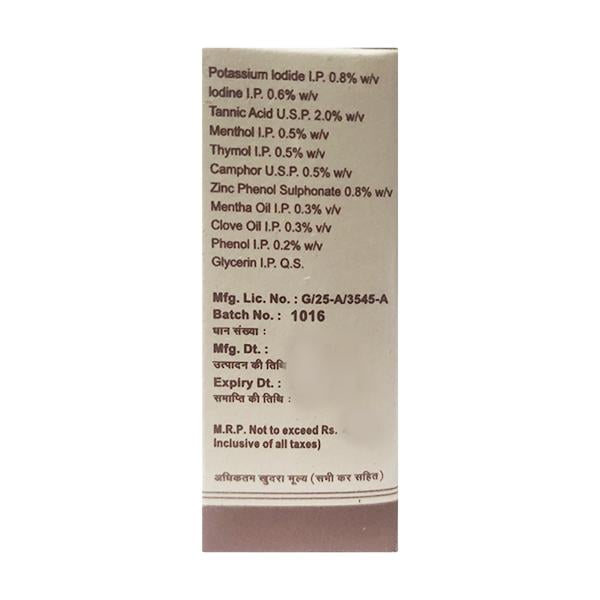 Potassium Iodide I.P. 0.8% w/v
Iodine I.P. 0.6% w/v
Tannic Acid U.S.P. 2.0% w/v
Menthol I.P. 0.5% w/v
Thymol I.P. 0.5% w/v
Camphor U.S.P. 0.5% w/v
Zinc Phenol Sulphonate 0.8% w/v
Mentha Oil I.P. 0.3% v/v
Clove Oil I.P. 0.3% v/v
Phenol I.P. 0.2% w/v
Glycerin I.P. Q.S.
Mfg. Lic. No. : G/25-A/3545-A
Batch No. : 1016
धान संख्या :
Mfg. Dt. :
उत्पादन की तिथि
Expiry Dt. :
समाप्ति की तिथि :
M.R.P. Not to exceed Rs.
Inclusive of all taxes)
अधिकतम खुदरा मूल्य (सभी कर सहित)